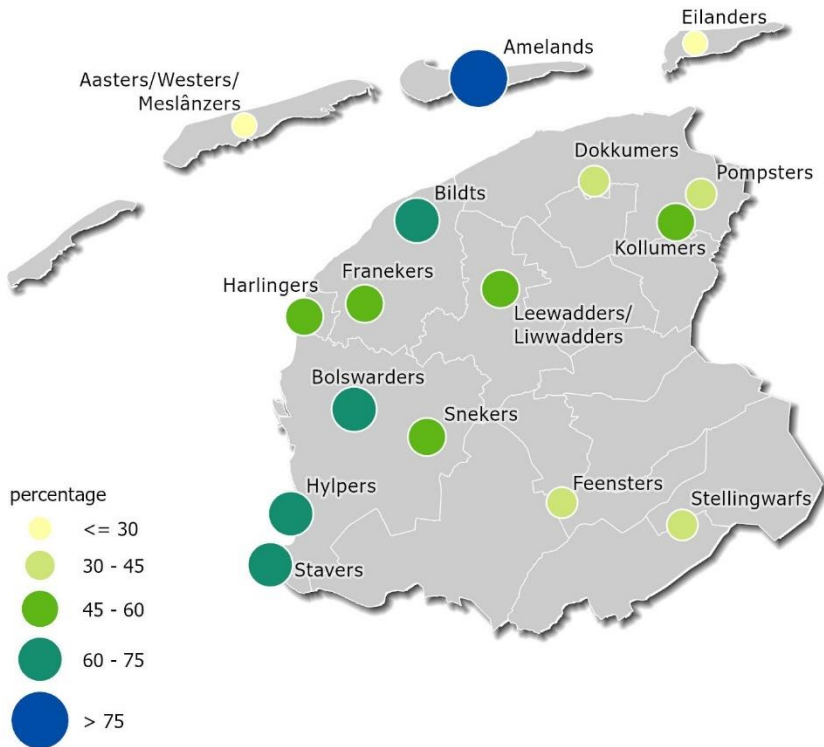 Eilanders
Amelands
Aasters/Westers/
Meslânzers
Dokkumers
Pompsters
Bildts
Kollumers
Franekers
Harlingers
Leewadders/
Liwwadders
Bolswarders
Snekers
Hylpers
Feensters
Stellingwarfs
Stavers
percentage
<= 30
30 - 45
45 - 60
60 - 75
> 75